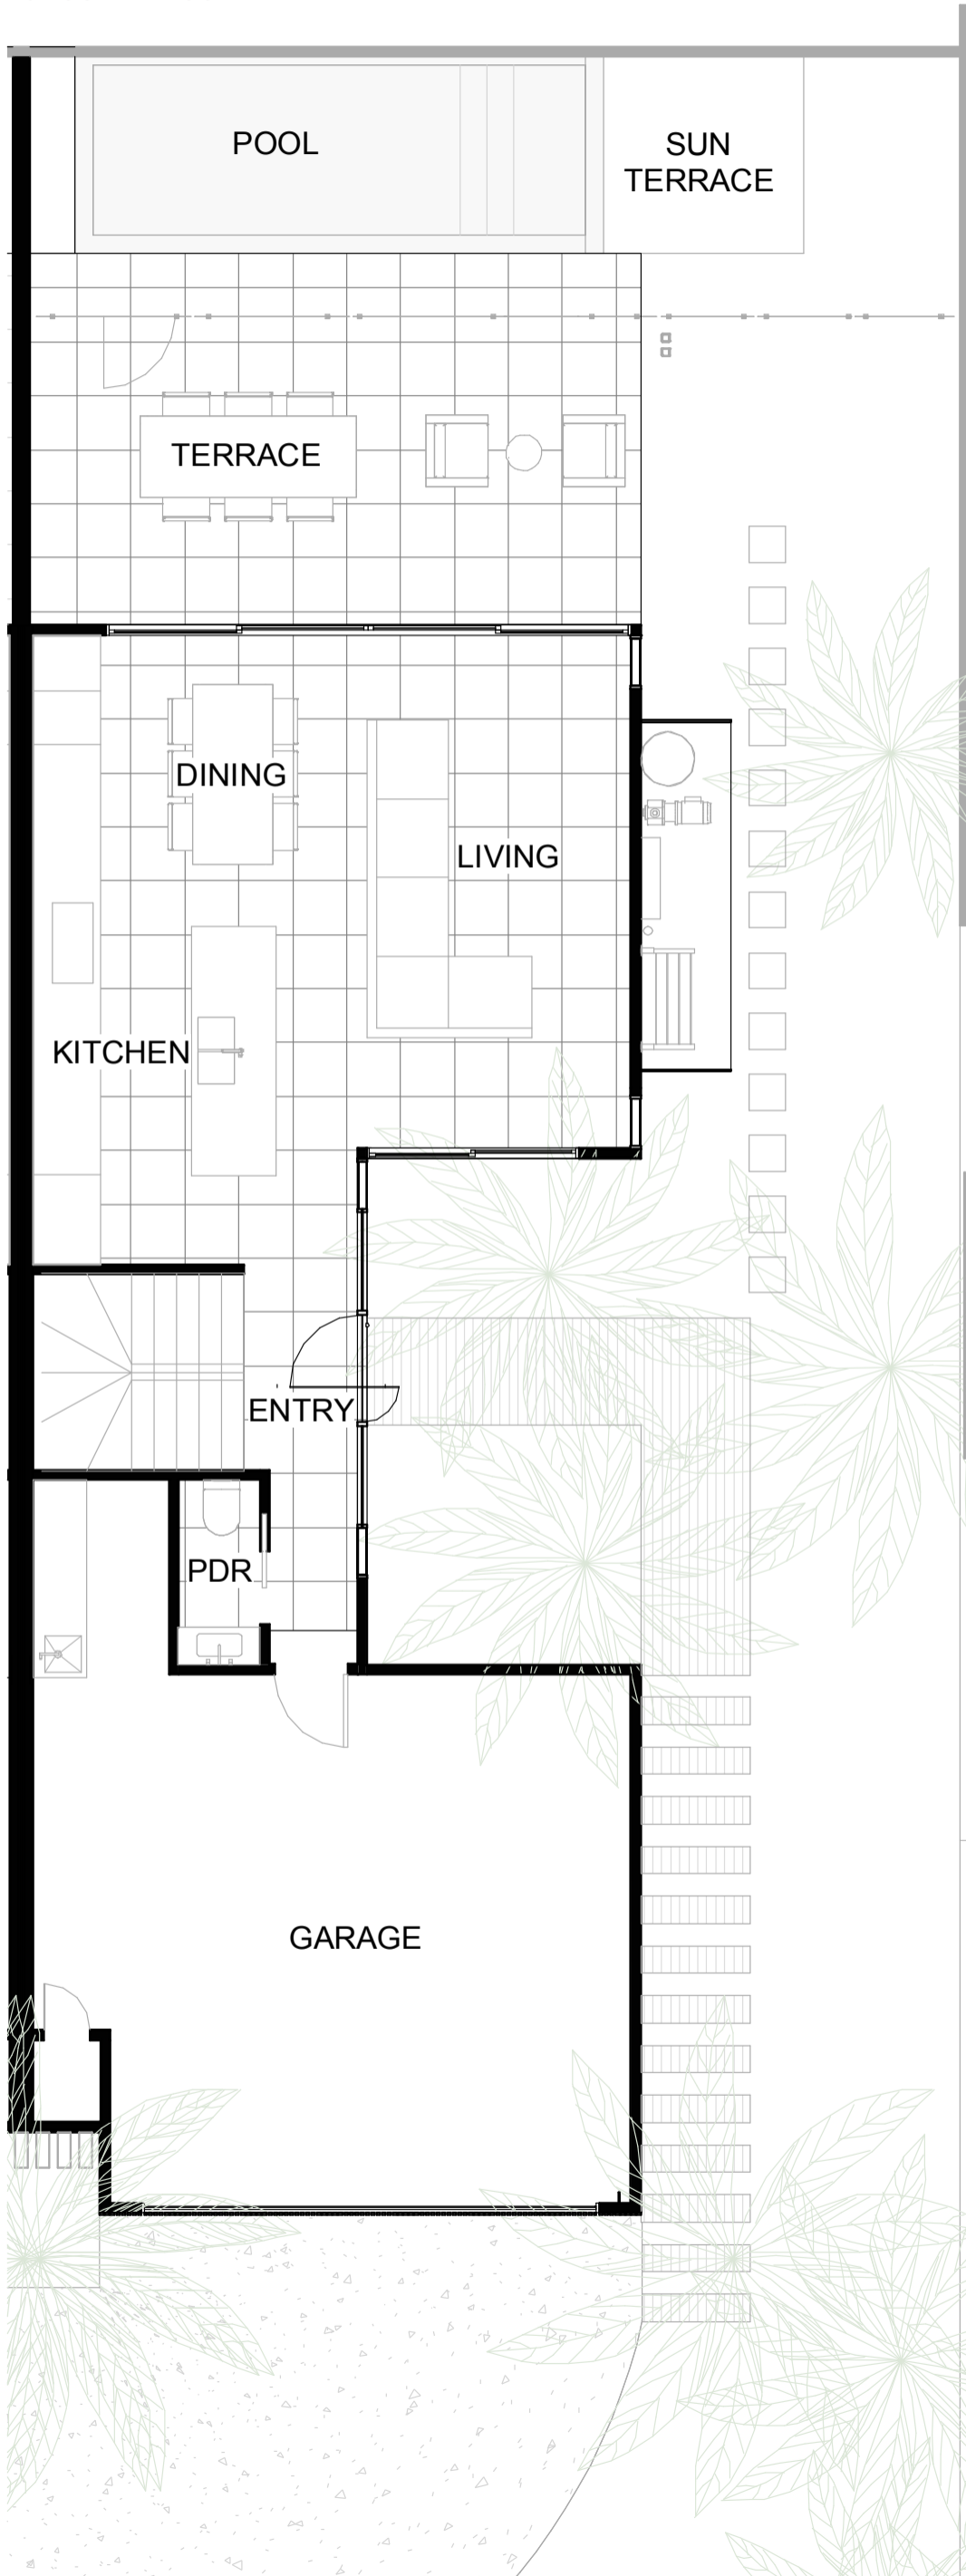 POOL
SUN
TERRACE
TERRACE
DINING
LIVING
KITCHEN
ENTRY
PDR
GARAGE